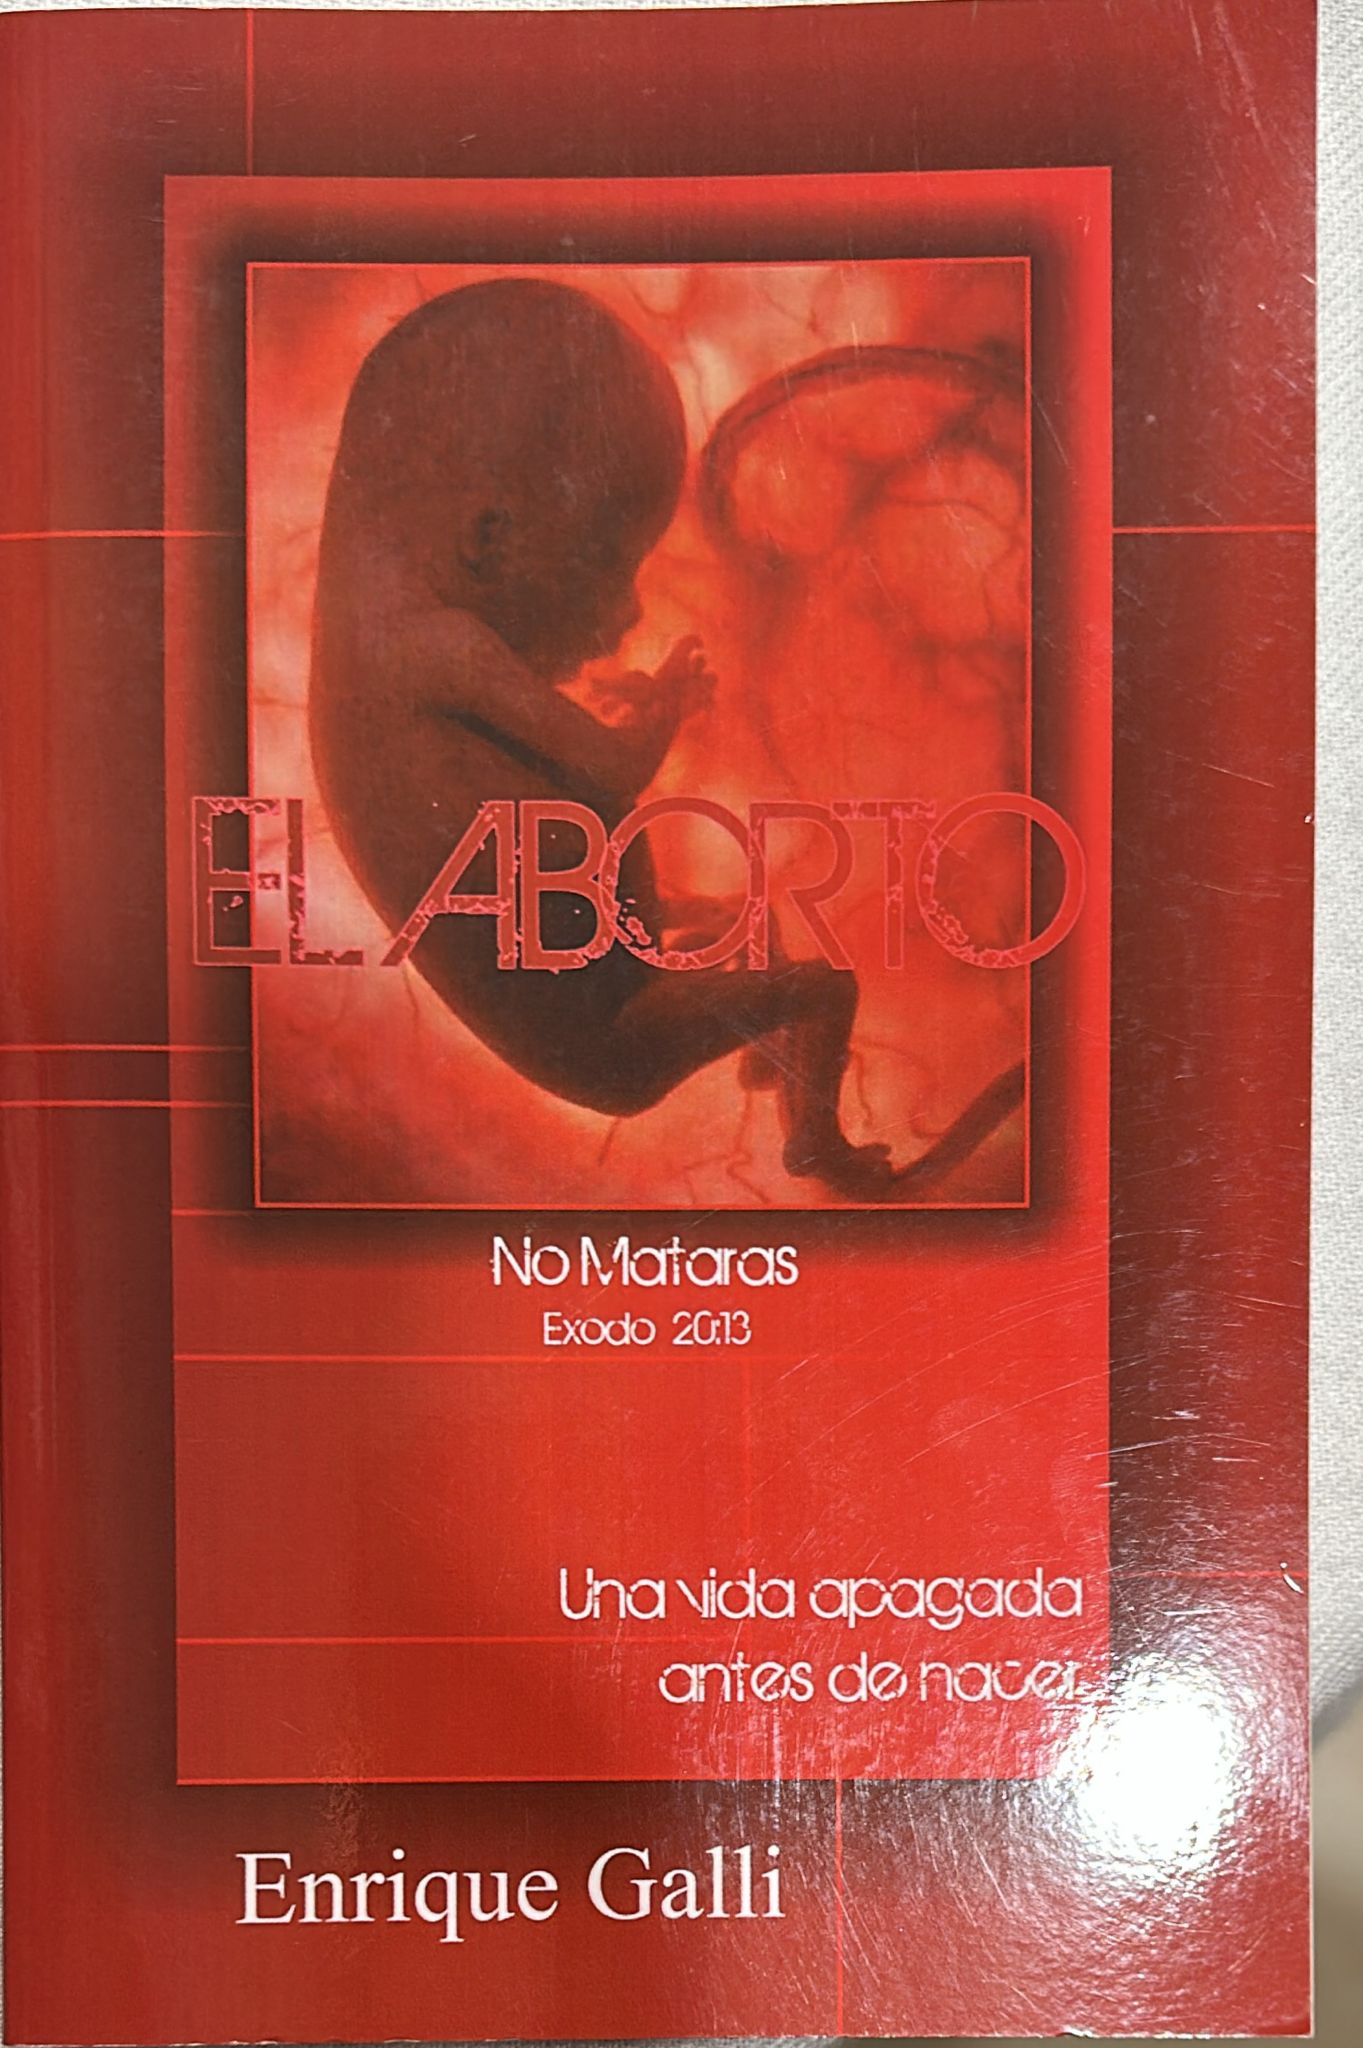 EL ABORTO
No Mataras
Exodo 20:13
Una vida apagada
antes de nacer.
Enrique Galli